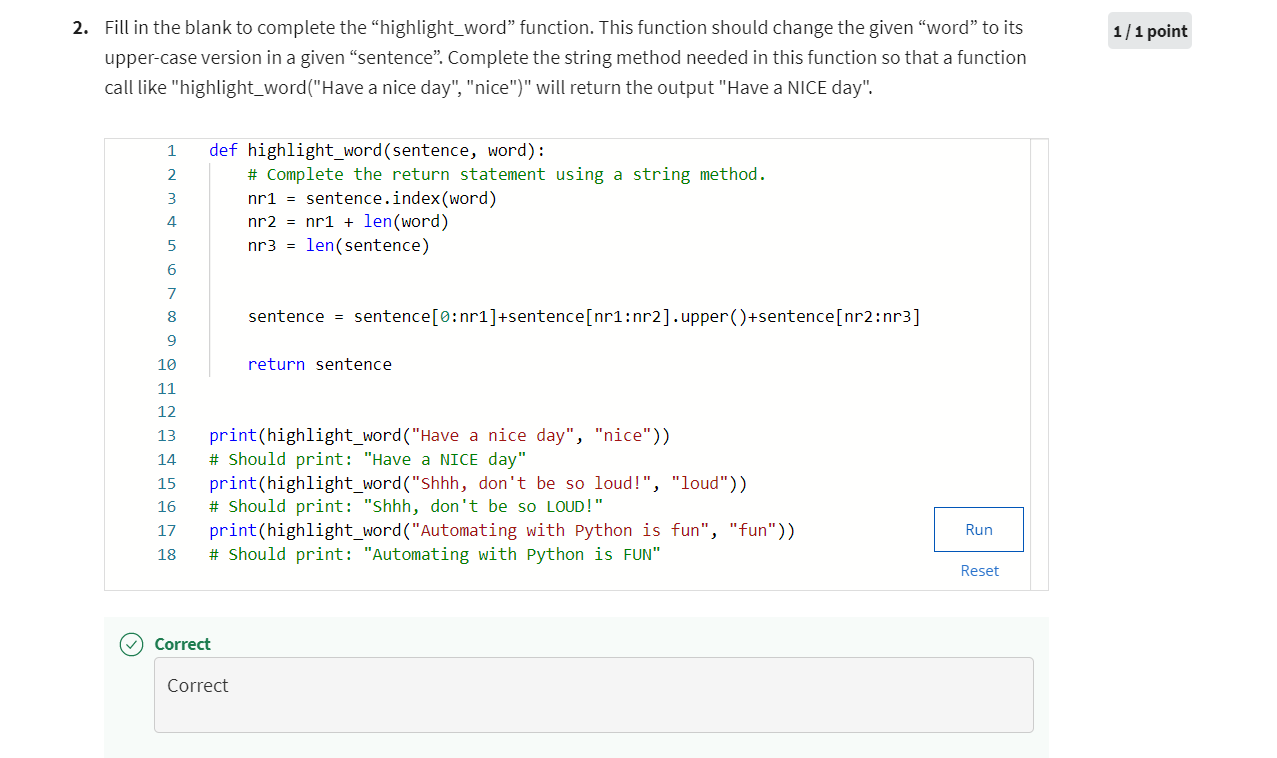 2. Fill in the blank to complete the “highlight_word” function. This function should change the given “word” to its
upper-case version in a given “sentence”. Complete the string method needed in this function so that a function
call like "highlight_word("Have a nice day", "nice")" will return the output "Have a NICE day".
1 / 1 point
1 def highlight_word(sentence, word):
2     # Complete the return statement using a string method.
3     nr1 = sentence.index(word)
4     nr2 = nr1 + len(word)
5     nr3 = len(sentence)
6
7
8     sentence = sentence[0:nr1]+sentence[nr1:nr2].upper()+sentence[nr2:nr3]
9
10     return sentence
11
12
13 print(highlight_word("Have a nice day", "nice"))
14 # Should print: "Have a NICE day"
15 print(highlight_word("Shhh, don't be so loud!", "loud"))
16 # Should print: "Shhh, don't be so LOUD!"
17 print(highlight_word("Automating with Python is fun", "fun"))
18 # Should print: "Automating with Python is FUN"
Run
Reset
Correct
Correct